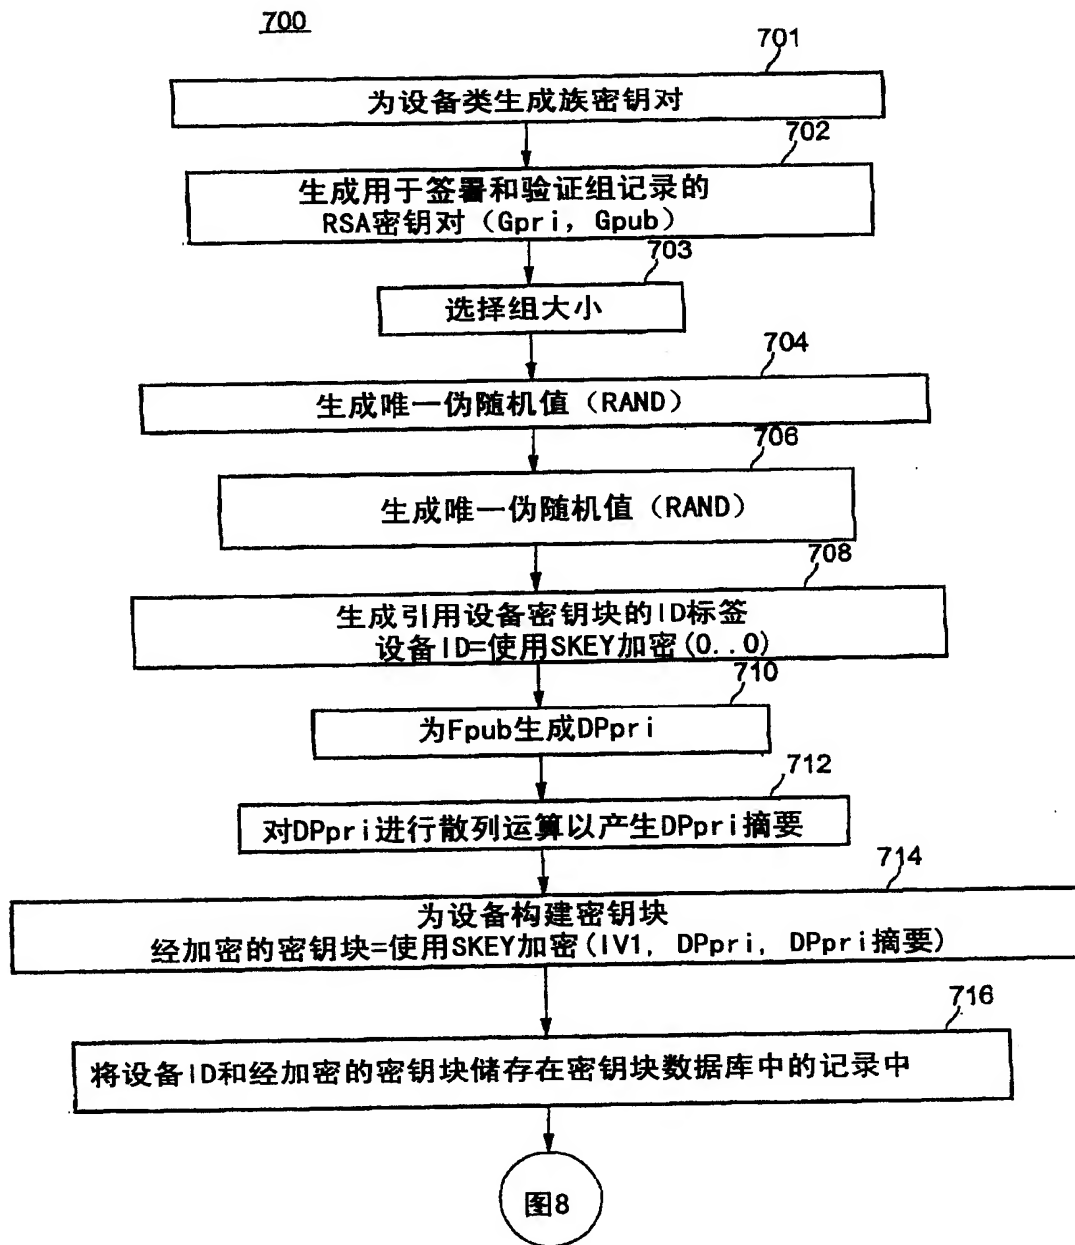 700
701
为设备类生成族密钥对
702
生成用于签署和验证组记录的
RSA密钥对（Gpri, Gpub）
703
选择组大小
704
生成唯一伪随机值（RAND）
706
生成唯一伪随机值（RAND）
708
生成引用设备密钥块的ID标签
设备ID=使用SKEY加密(0..0)
710
为Fpub生成DPpri
712
对DPpri进行散列运算以产生DPpri摘要
714
为设备构建密钥块
经加密的密钥块=使用SKEY加密(IV1, DPpri, DPpri摘要)
716
将设备ID和经加密的密钥块储存在密钥块数据库中的记录中
图8